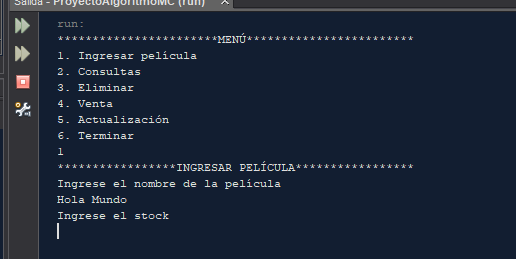 Salida - ProyectoAlgoritmoMC (run)
run:
***********************MENÚ************************
1. Ingresar película
2. Consultas
3. Eliminar
4. Venta
5. Actualización
6. Terminar
1
*****************INGRESAR PELÍCULA*****************
Ingrese el nombre de la película
Hola Mundo
Ingrese el stock